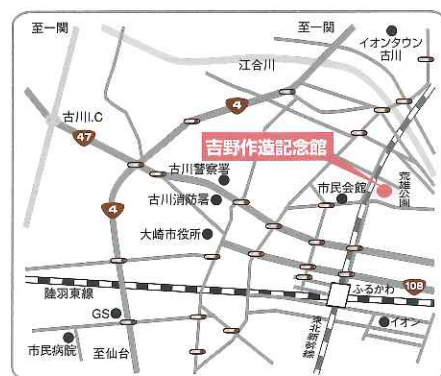 至一関
至一関
イオンタウン
古川
江合川
4
古川I.C
47
吉野作造記念館
荒雄公園
古川警察署
市民会館
古川消防署
4
大崎市役所
108
陸羽東線
ふるかわ
GS
東北新幹線
イオン
市民病院
至仙台